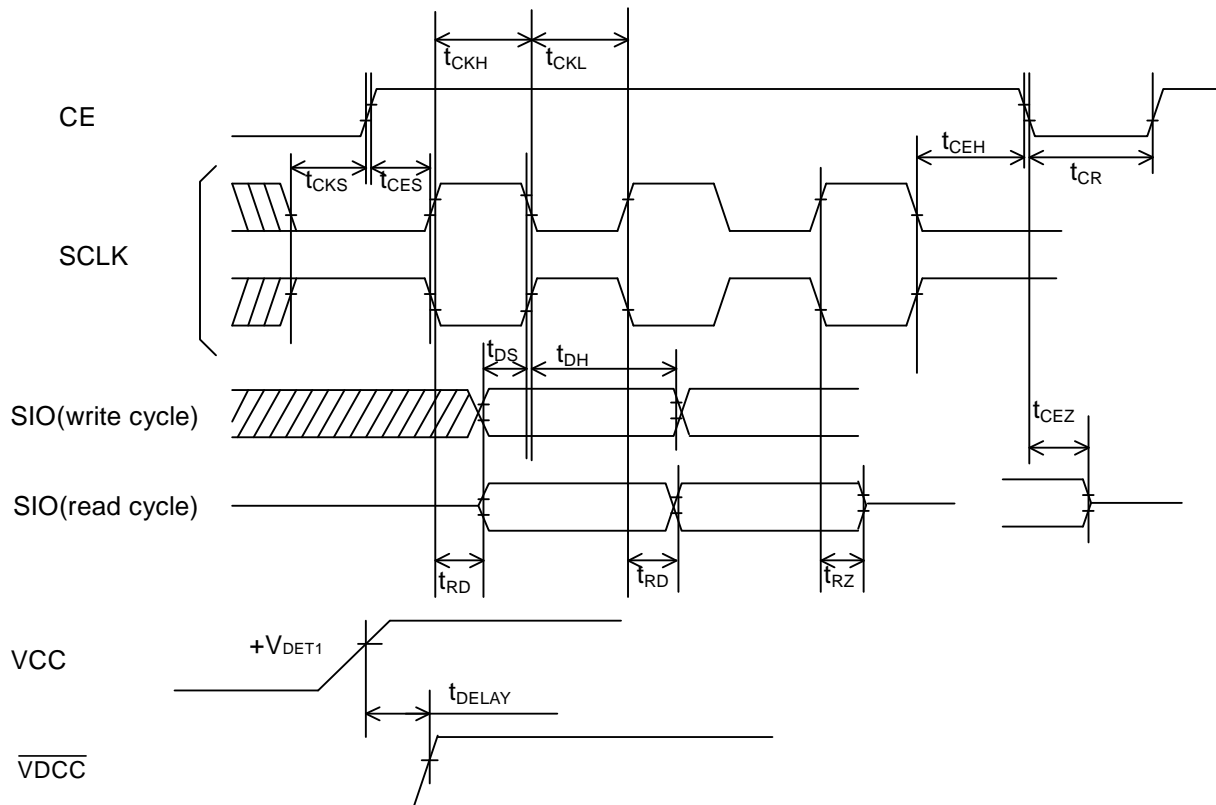 tCKH
tCKL
CE
tCEH
tCKS
tCES
tCR
SCLK
tDS
tDH
SIO(write cycle)
tCEZ
SIO(read cycle)
tRD
tRD
tRZ
+VDET1
VCC
tDELAY
VDCC